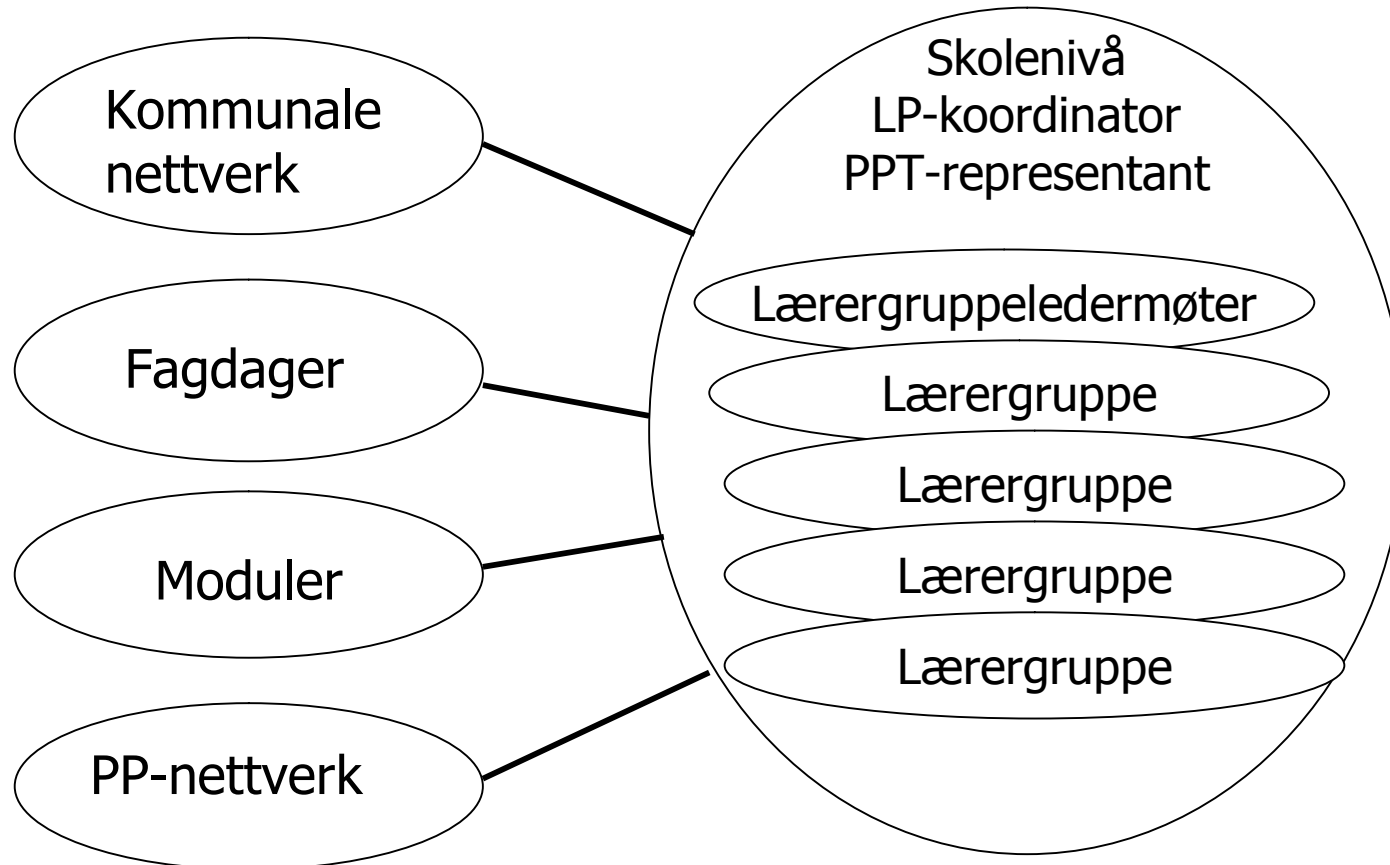 Kommunale
nettverk
Fagdager
Moduler
PP-nettverk
Skolenivå
LP-koordinator
PPT-representant
Lærergruppeledermøter
Lærergruppe
Lærergruppe
Lærergruppe
Lærergruppe